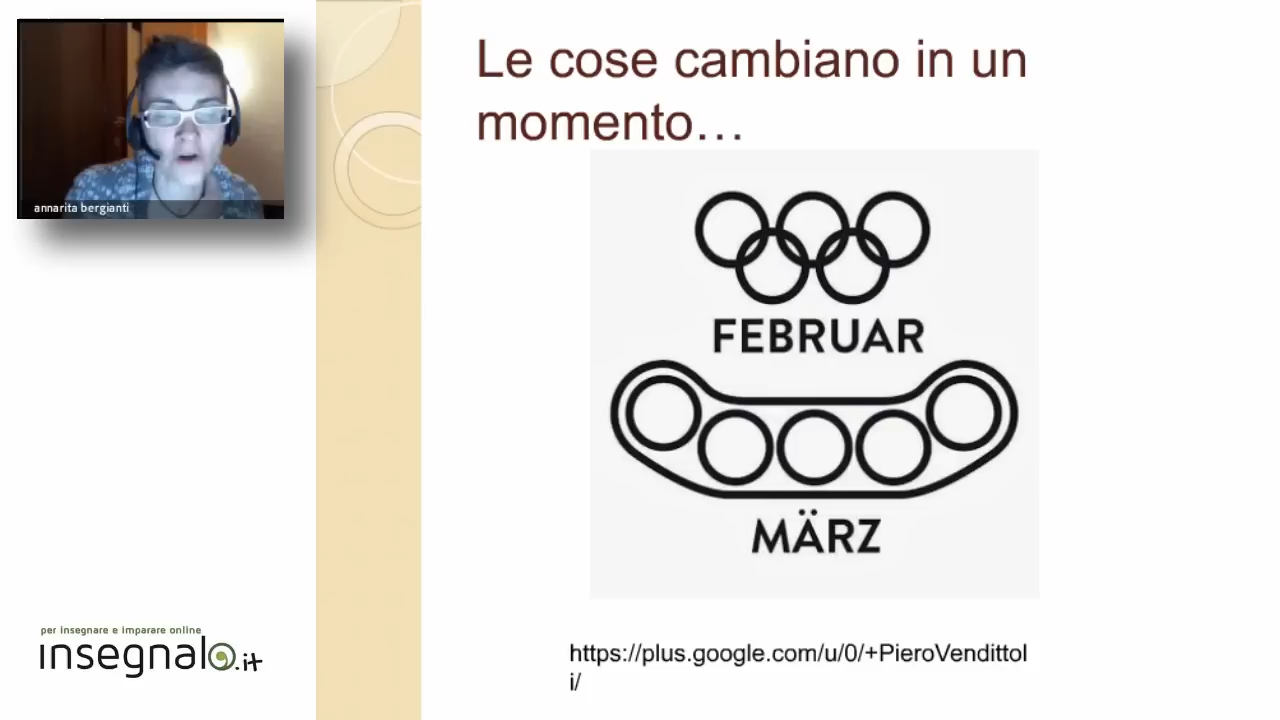 annarita bergianti
Le cose cambiano in un
momento…
FEBRUAR
MÄRZ
https://plus.google.com/u/0/+PieroVendittol
i/
per insegnare e imparare online
insegnalo.it